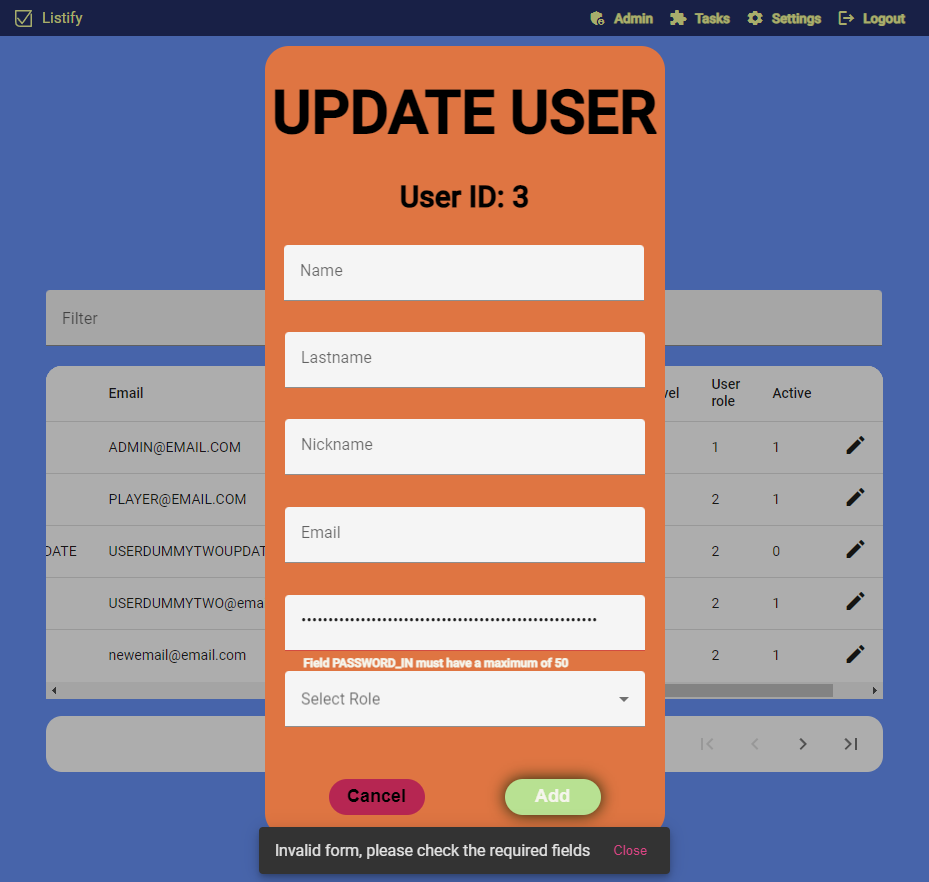 Listify
Admin
Tasks
Settings
Logout
UPDATE USER
User ID: 3
Name
Filter
Lastname
Email
vel
User role
Active
Nickname
ADMIN@EMAIL.COM
1
1
PLAYER@EMAIL.COM
2
1
Email
DATE
USERDUMMYTWOUPDAT
2
0
USERDUMMYTWO@ema
2
1
newemail@email.com
2
1
Field PASSWORD_IN must have a maximum of 50
Select Role
Cancel
Add
Invalid form, please check the required fields
Close